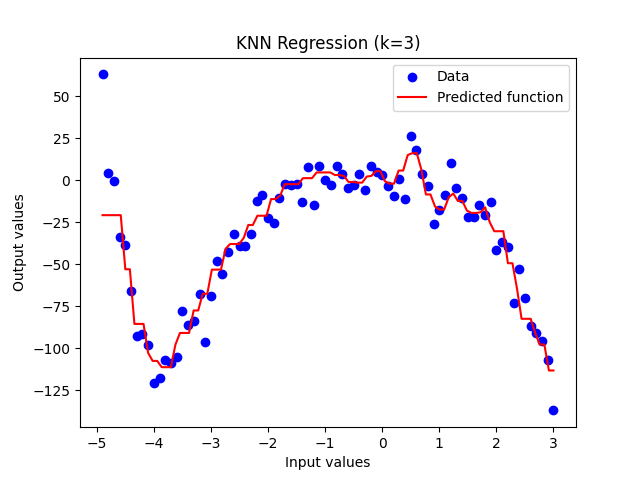 KNN Regression (k=3)
Data
Predicted function
50
25
0
−25
−50
−75
−100
−125
Output values
−5 −4 −3 −2 −1 0 1 2 3
Input values